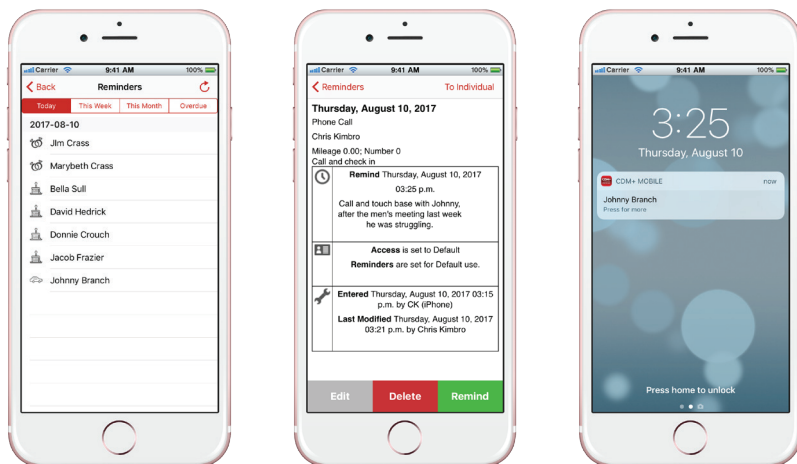 Carrier 9:41 AM 100%
Back Reminders
Today This Week This Month Overdue
2017-08-10
JIm Crass
Marybeth Crass
Bella Sull
David Hedrick
Donnie Crouch
Jacob Frazier
Johnny Branch
Carrier 9:41 AM 100%
Reminders To Individual
Thursday, August 10, 2017
Phone Call
Chris Kimbro
Mileage 0.00; Number 0
Call and check in
Remind Thursday, August 10, 2017
03:25 p.m.
Call and touch base with Johnny,
after the men's meeting last week
he was struggling.
Access is set to Default
Reminders are set for Default use.
Entered Thursday, August 10, 2017 03:15
p.m. by CK (iPhone)
Last Modified Thursday, August 10, 2017
03:21 p.m. by Chris Kimbro
Edit Delete Remind
Carrier 9:41 AM 100%
3:25
Thursday, August 10
CDM+ CDM+ MOBILE now
Johnny Branch
Press for more
Press home to unlock